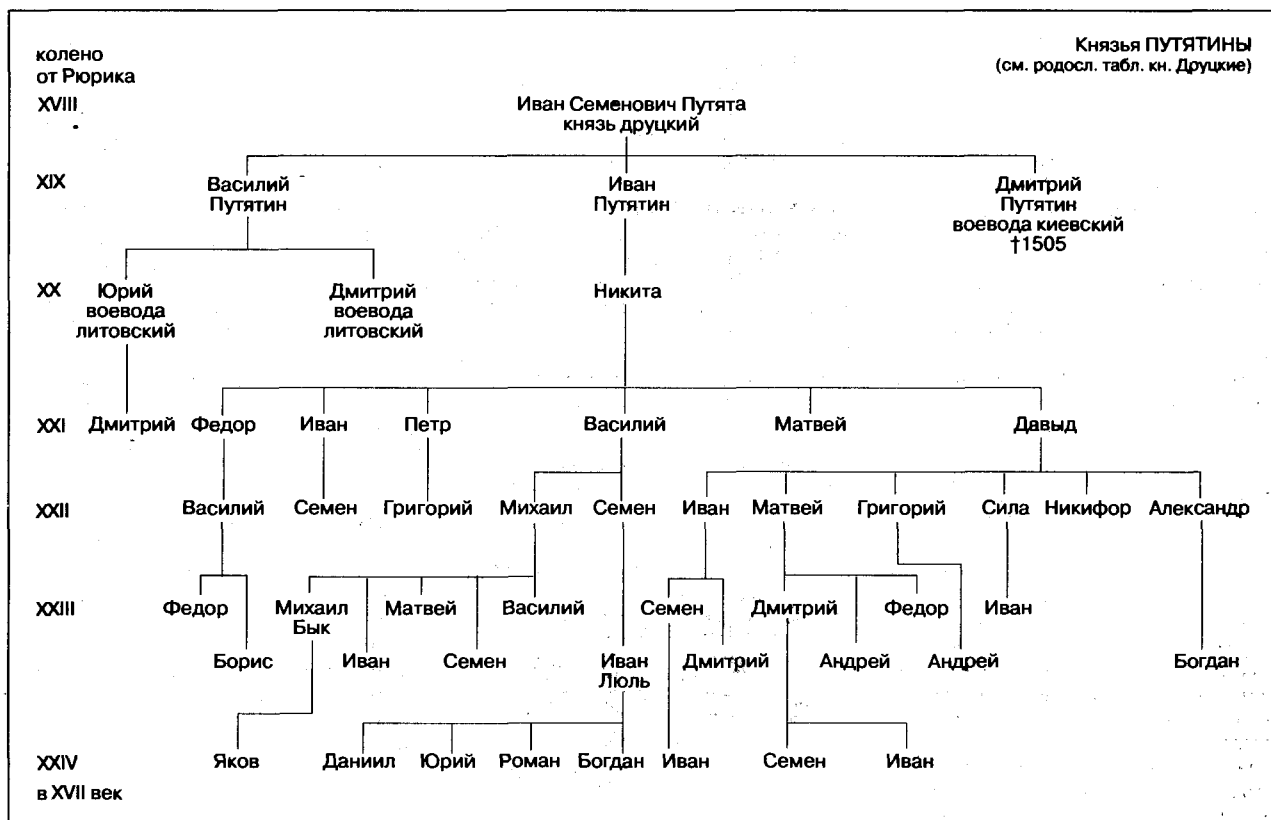 колено
от Рюрика
Князья ПУТЯТИНЫ
(см. родосл. табл. кн. Друцкие)
XVIII
Иван Семенович Путята
князь друцкий
XIX
Василий
Путятин
Иван
Путятин
Дмитрий
Путятин
воевода киевский
†1505
XX
Юрий
воевода
литовский
Дмитрий
воевода
литовский
Никита
XXI Дмитрий Федор Иван Петр Василий Матвей Давыд
XXII Василий Семен Григорий Михаил Семен Иван Матвей Григорий Сила Никифор Александр
XXIII Федор Михаил Бык Матвей Василий Семен Дмитрий Федор Иван
Борис Иван Семен Иван Люль Дмитрий Андрей Андрей Богдан
XXIV Яков Даниил Юрий Роман Богдан Иван Семен Иван
в XVII век